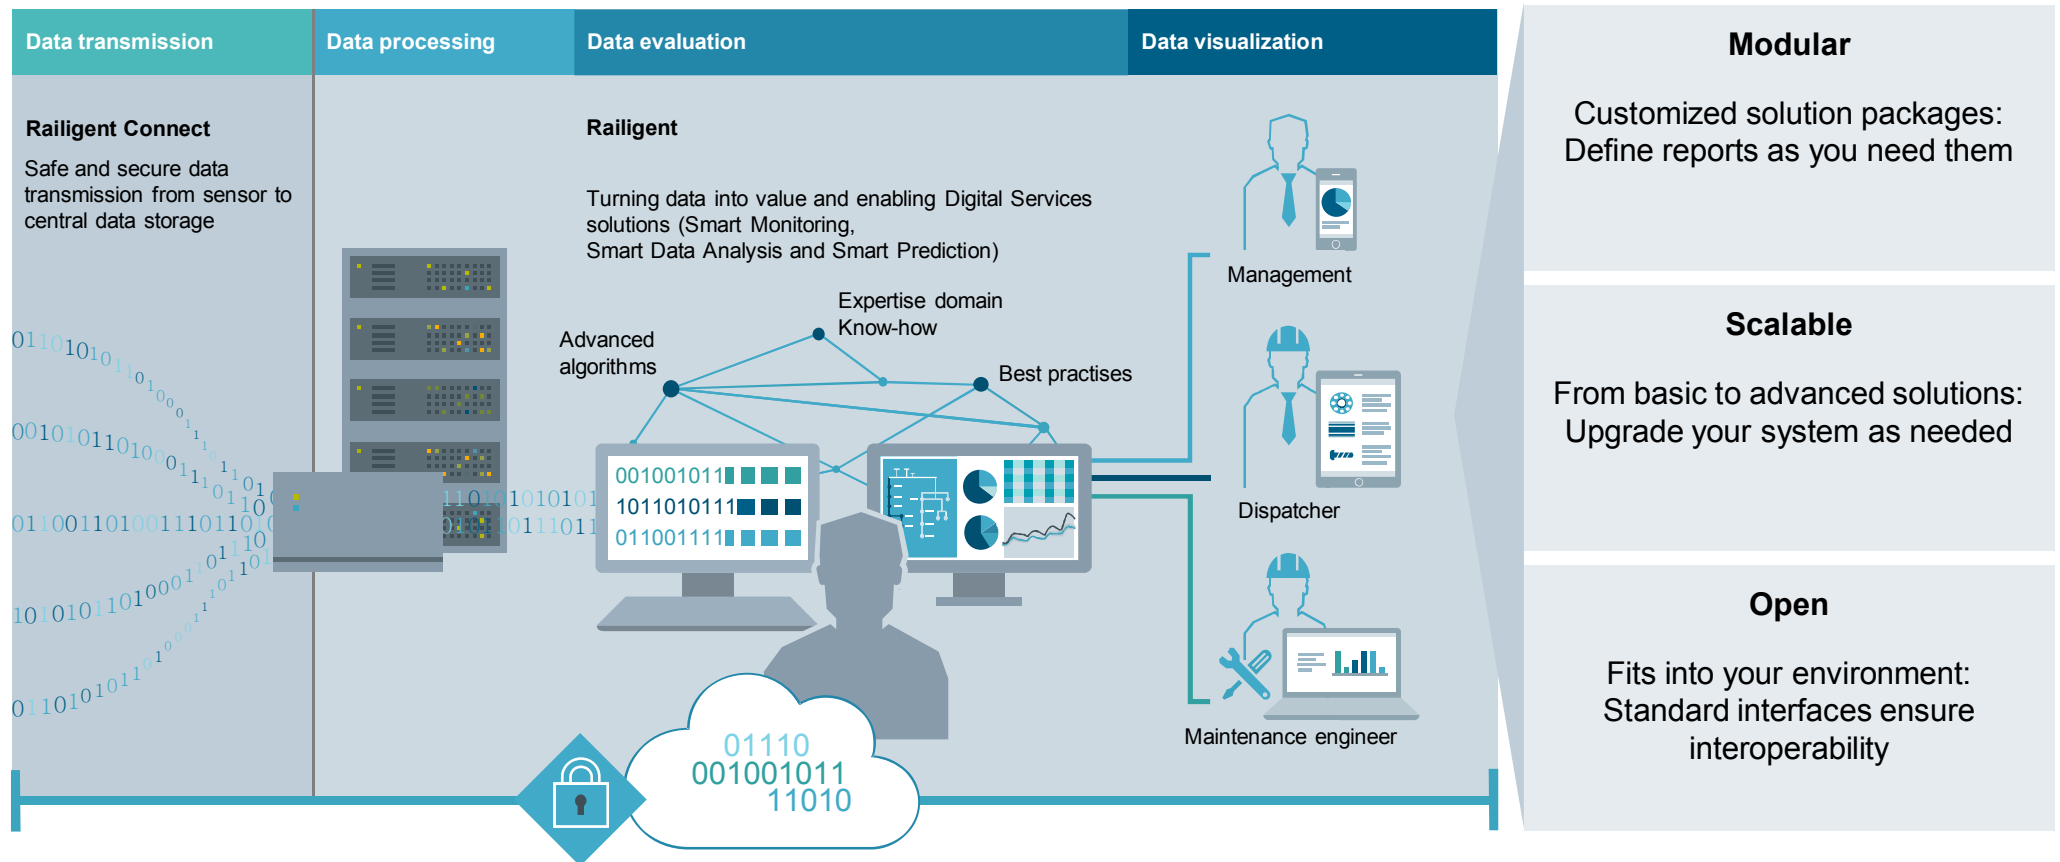 Data transmission
Data processing
Data evaluation
Data visualization
Railigent Connect
Safe and secure data
transmission from sensor to
central data storage
Railigent
Turning data into value and enabling Digital Services
solutions (Smart Monitoring,
Smart Data Analysis and Smart Prediction)
Advanced
algorithms
Expertise domain
Know-how
Best practises
001001011
1011010111
011001111
Management
Dispatcher
Maintenance engineer
01110
001001011
11010
Modular
Customized solution packages:
Define reports as you need them
Scalable
From basic to advanced solutions:
Upgrade your system as needed
Open
Fits into your environment:
Standard interfaces ensure
interoperability